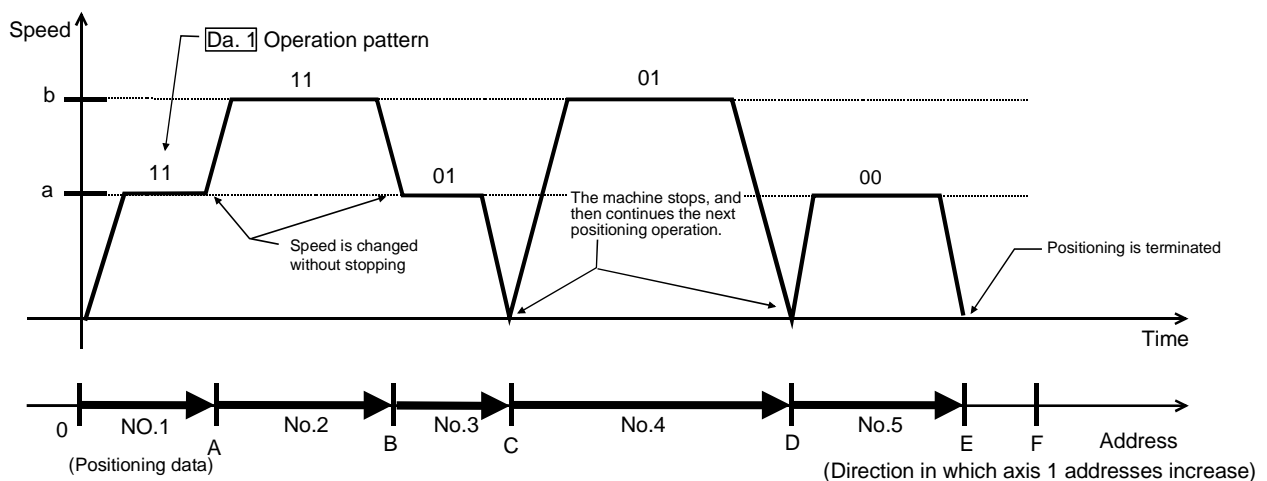 Speed
Da. 1 Operation pattern
b
11
01
a
11
01
00
The machine stops, and
then continues the next
positioning operation.
Speed is changed
without stopping
Positioning is terminated
Time
0
NO.1
A
No.2
B
No.3
C
No.4
D
No.5
E
F
Address
(Positioning data)
(Direction in which axis 1 addresses increase)